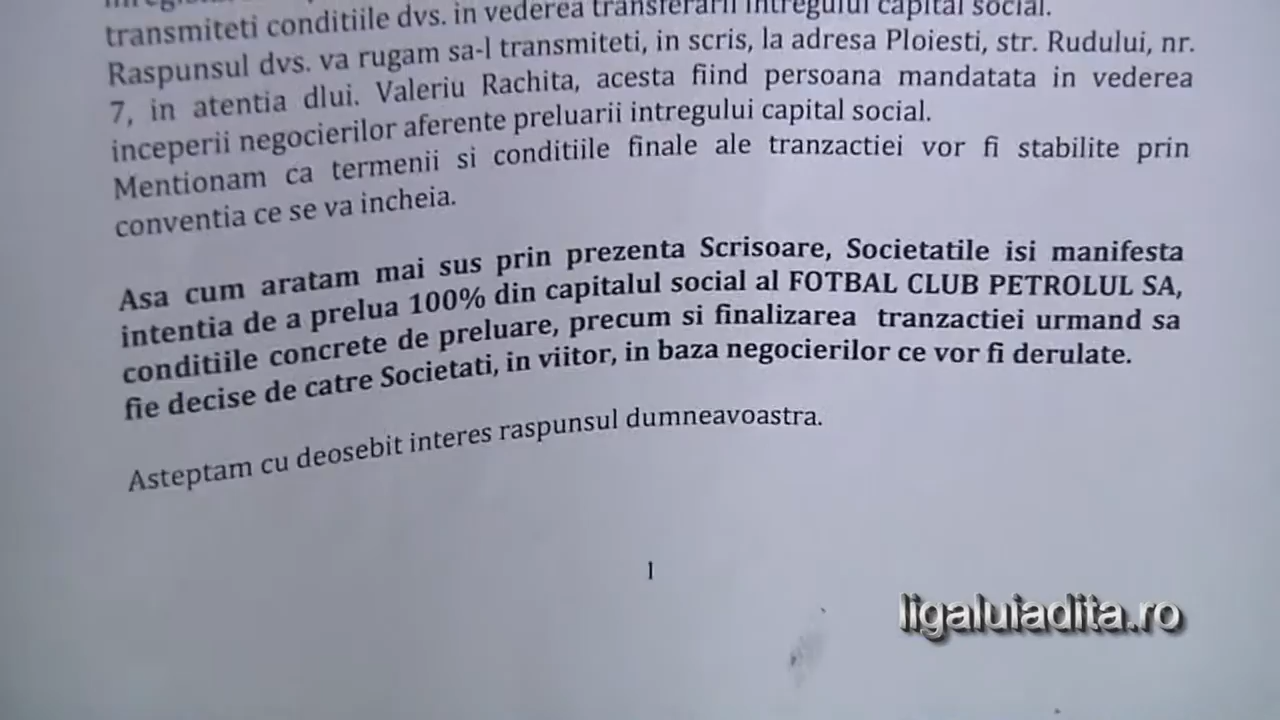 transmiteti conditiile dvs. in vederea transferarii intregului capital social.
Raspunsul dvs. va rugam sa-l transmiteti, in scris, la adresa Ploiesti, str. Rudului, nr.
7, in atentia dlui. Valeriu Rachita, acesta fiind persoana mandatata in vederea
inceperii negocierilor aferente preluarii intregului capital social.
Mentionam ca termenii si conditiile finale ale tranzactiei vor fi stabilite prin
conventia ce se va incheia.
Asa cum aratam mai sus prin prezenta Scrisoare, Societatile isi manifesta
intentia de a prelua 100% din capitalul social al FOTBAL CLUB PETROLUL SA,
conditiile concrete de preluare, precum si finalizarea tranzactiei urmand sa
fie decise de catre Societati, in viitor, in baza negocierilor ce vor fi derulate.
Asteptam cu deosebit interes raspunsul dumneavoastra.
1
ligaluiadita.ro